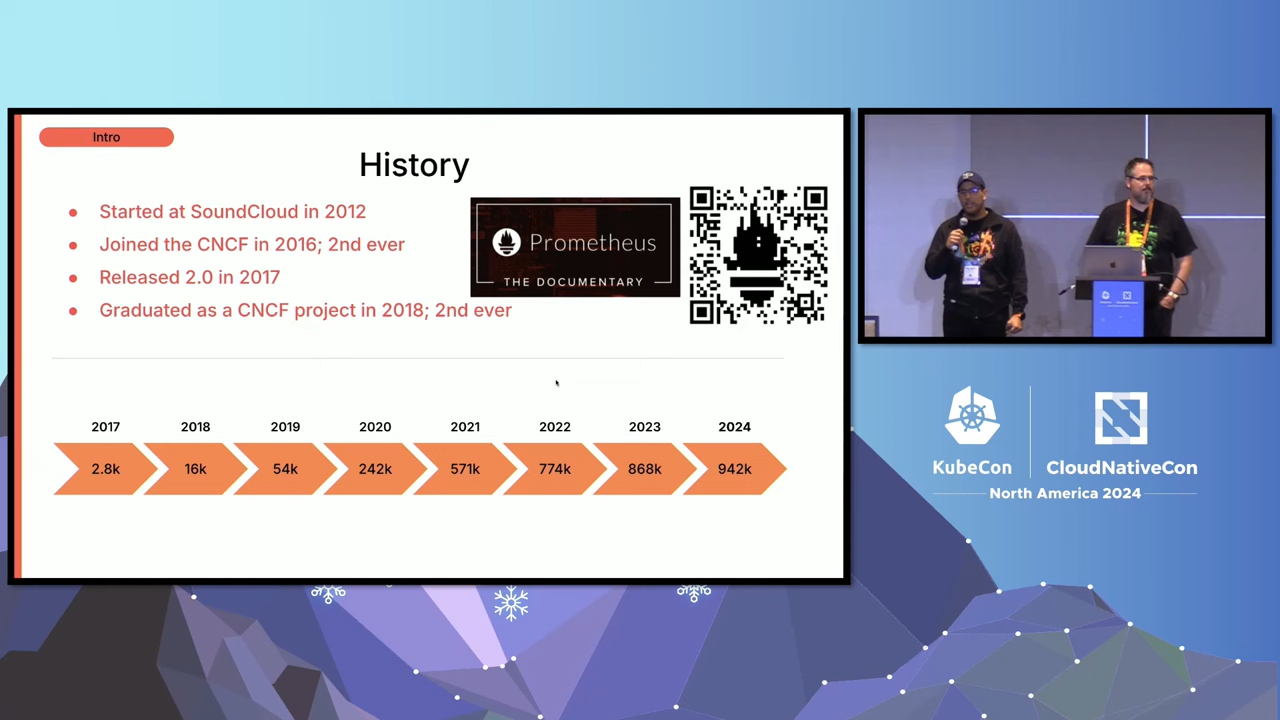 Intro
History
● Started at SoundCloud in 2012
● Joined the CNCF in 2016; 2nd ever
● Released 2.0 in 2017
● Graduated as a CNCF project in 2018; 2nd ever
Prometheus
THE DOCUMENTARY
2017 2018 2019 2020 2021 2022 2023 2024
2.8k 16k 54k 242k 571k 774k 868k 942k
KubeCon CloudNativeCon
North America 2024